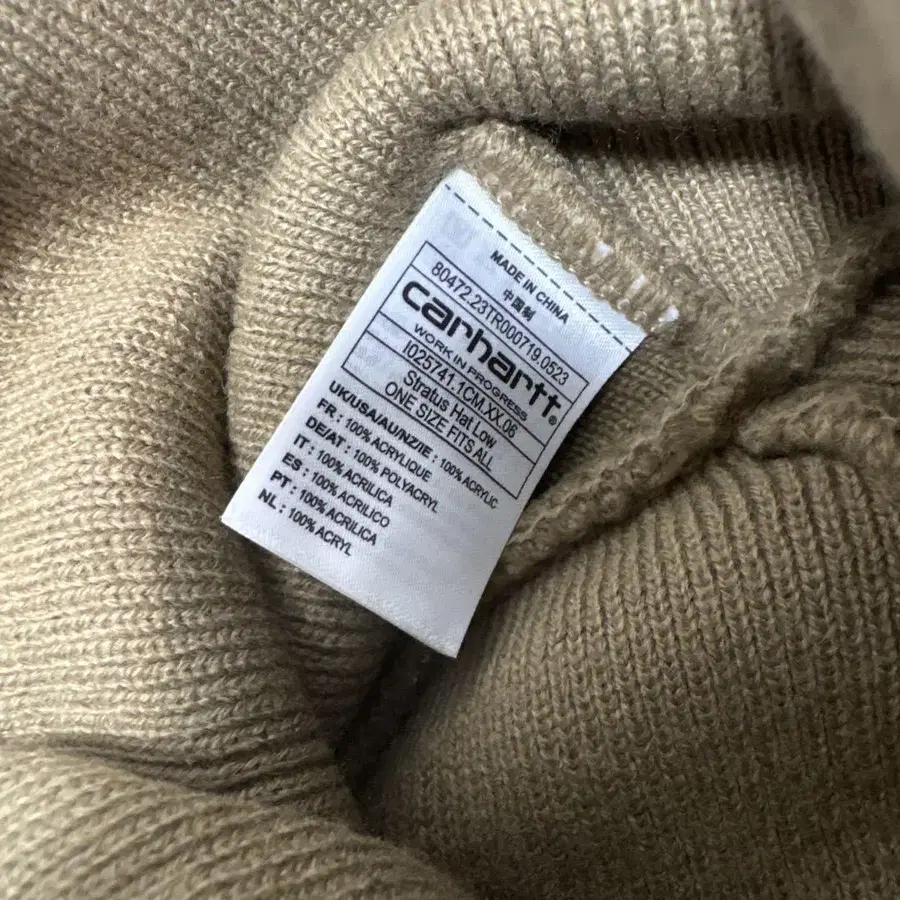 MADE IN CHINA
中国制
80472.23TR000719.0523
carhartt®
WORK IN PROGRESS
I025741.1CM.XX.06
Stratus Hat Low
ONE SIZE FITS ALL
UK/USA/AU/NZ/IE : 100% ACRYLIC
FR : 100% ACRYLIQUE
DE/AT : 100% POLYACRYL
IT : 100% ACRILICA
ES : 100% ACRILICO
PT : 100% ACRILICA
NL : 100% ACRYL